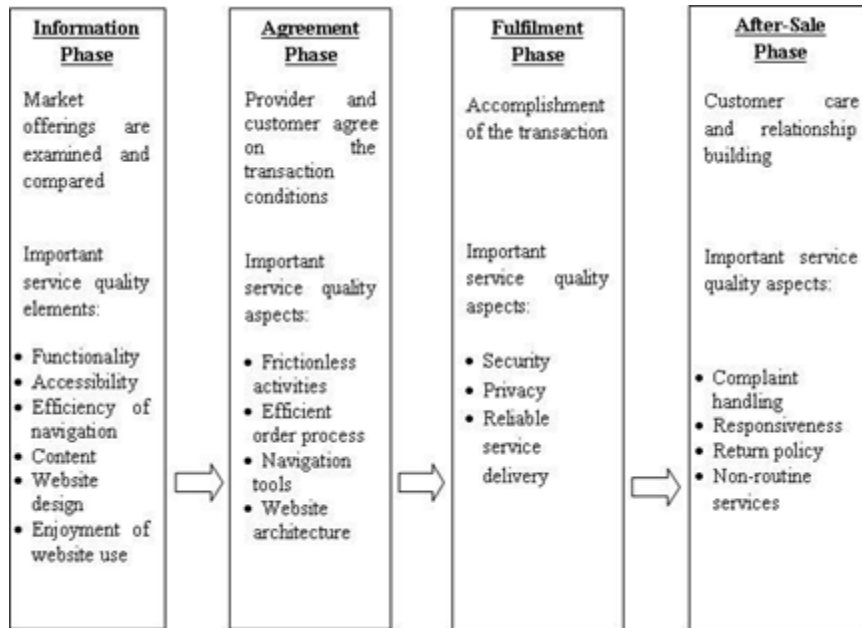 Information
Phase
Market
offerings are
examined and
compared
Important
service quality
elements:
• Functionality
• Accessibility
• Efficiency of
navigation
• Content
• Website
design
• Enjoyment of
website use
Agreement
Phase
Provider and
customer agree
on the
transaction
conditions
Important
service quality
aspects:
• Frictionless
activities
• Efficient
order process
• Navigation
tools
• Website
architecture
Fulfilment
Phase
Accomplishment
of the transaction
Important
service quality
aspects:
• Security
• Privacy
• Reliable
service
delivery
After-Sale
Phase
Customer care
and relationship
building
Important service
quality aspects:
• Complaint
handling
• Responsiveness
• Return policy
• Non-routine
services